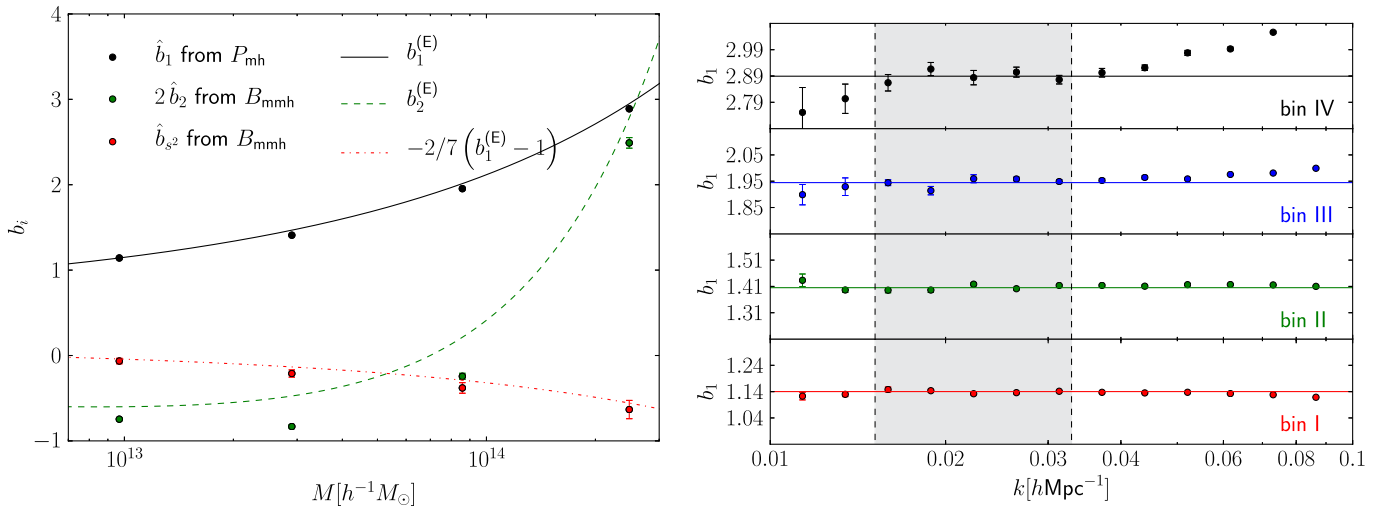 4
3
2
1
0
−1
b_i
10^13
10^14
M[h^−1 M_⊙]
b̂_1 from P_mh
2 b̂_2 from B_mmh
b̂_{s^2} from B_mmh
b_1^(E)
b_2^(E)
−2/7 (b_1^(E) − 1)
b_1
2.99
2.89
2.79
bin IV
b_1
2.05
1.95
1.85
bin III
b_1
1.51
1.41
1.31
bin II
b_1
1.24
1.14
1.04
bin I
0.01
0.02
0.03
0.04
0.06
0.08
0.1
k[hMpc^−1]